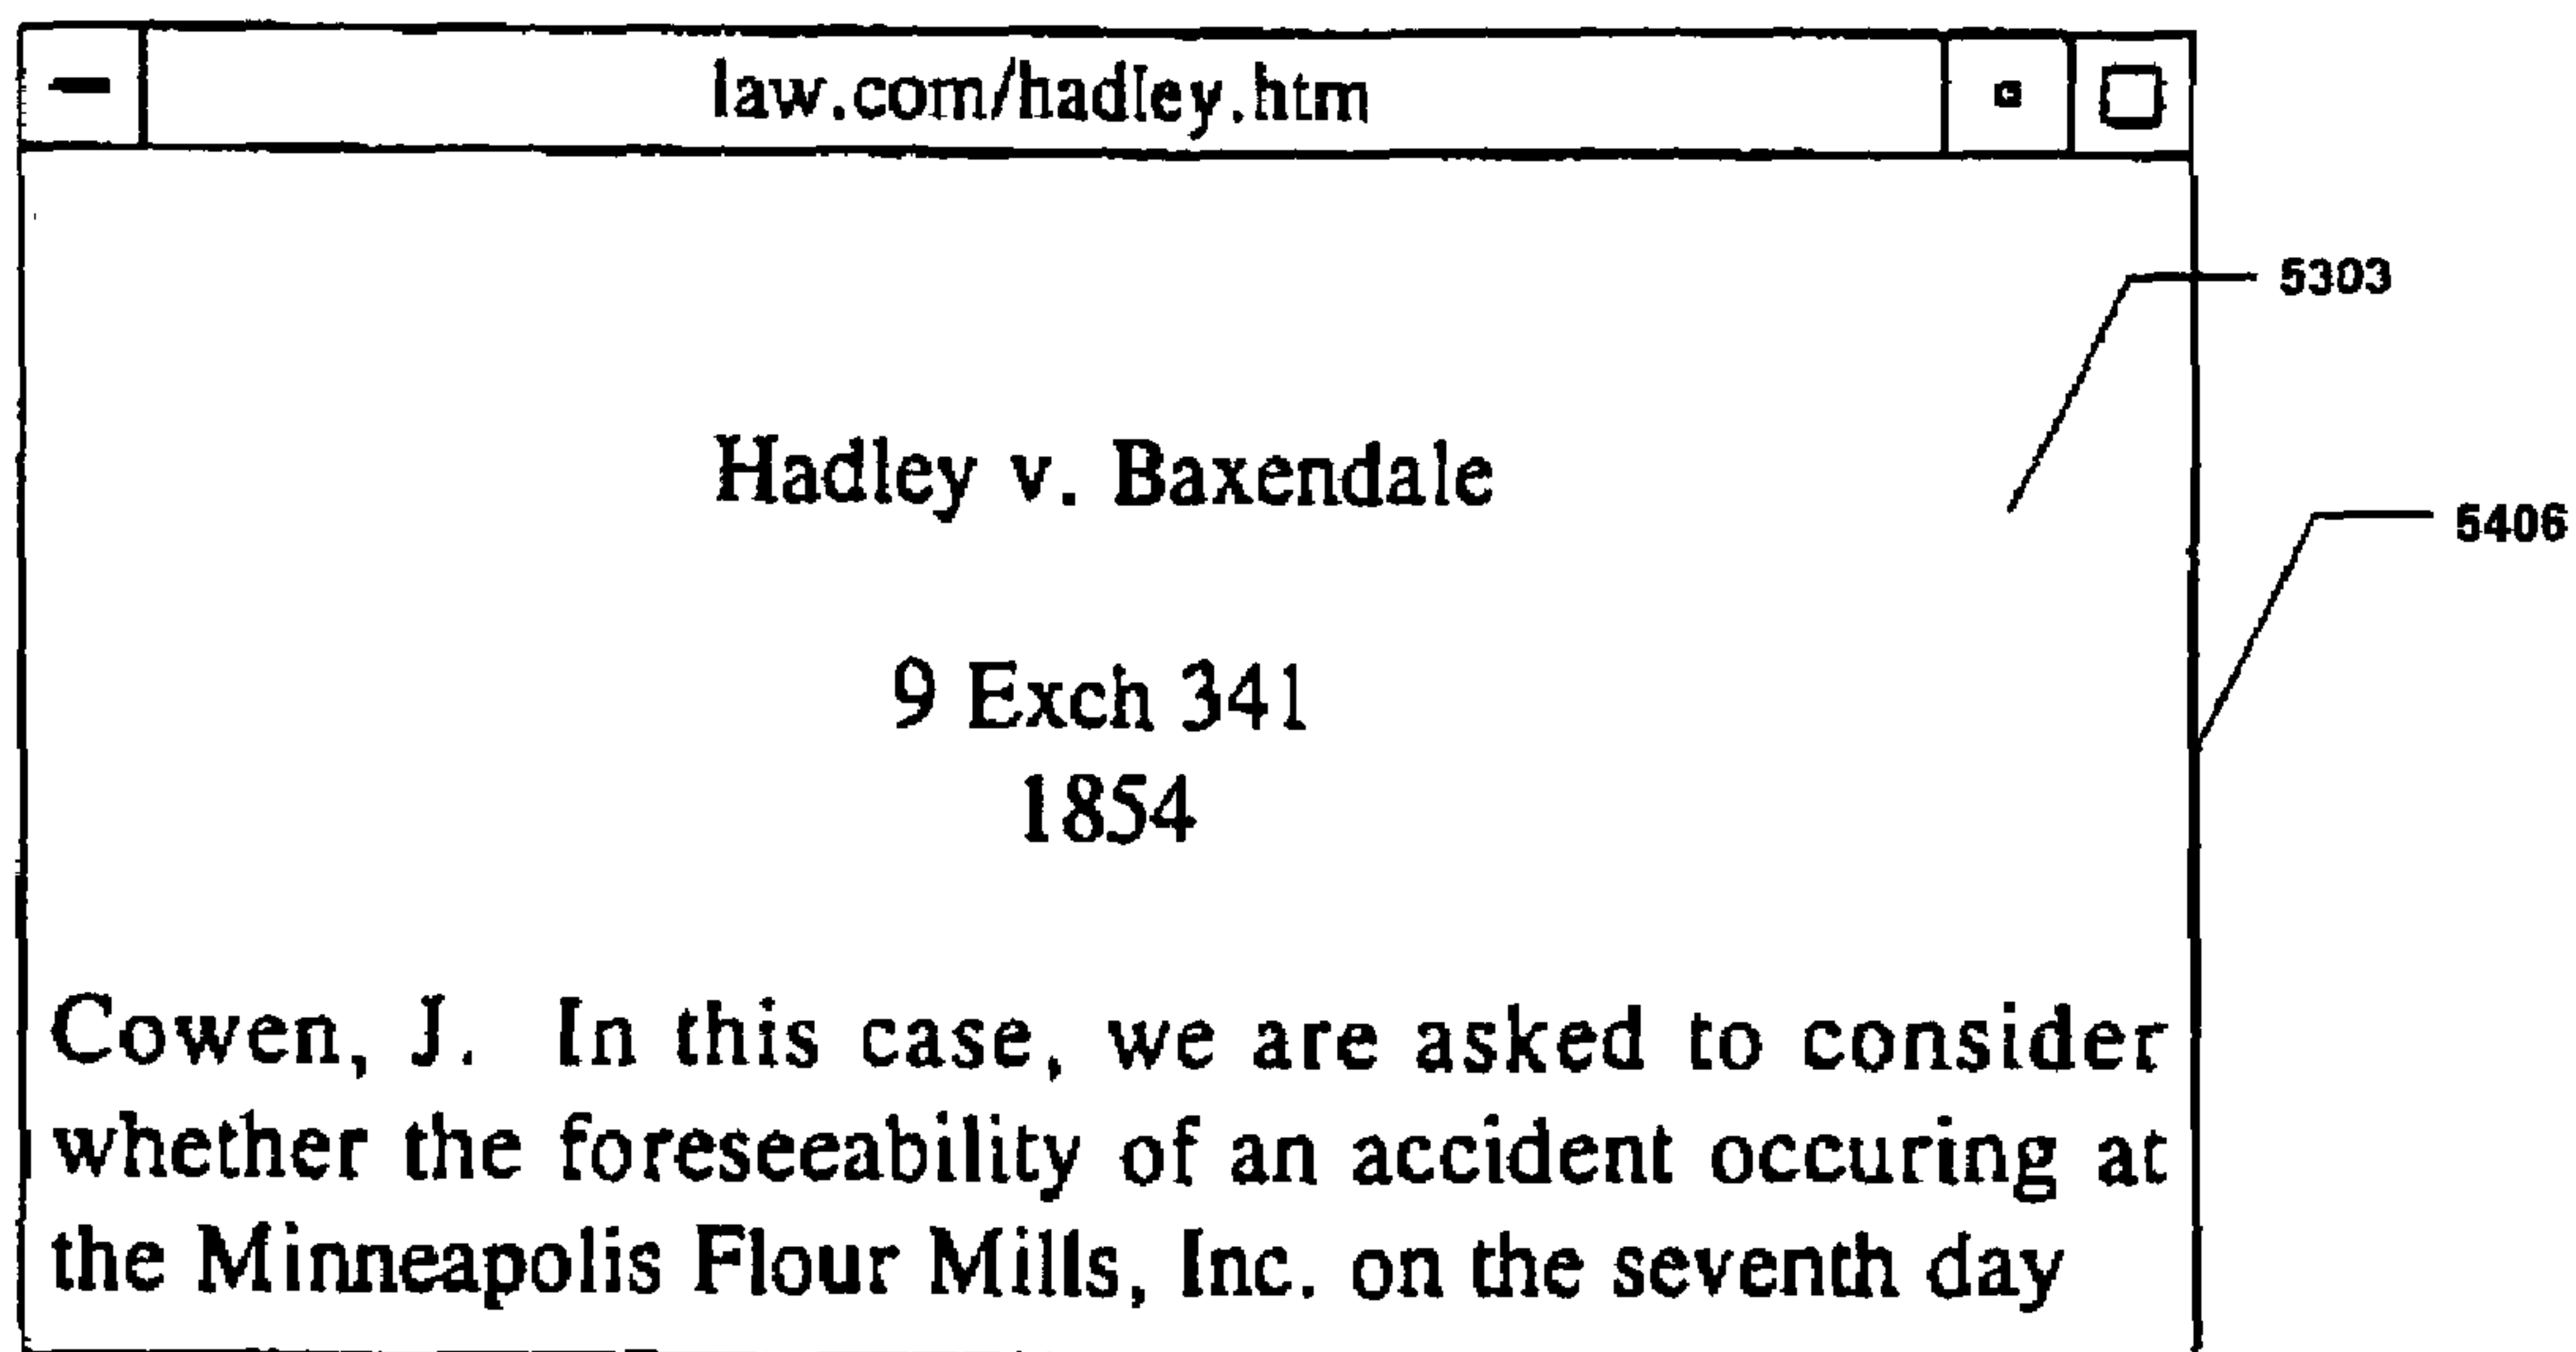 law.com/hadley.htm
5303
Hadley v. Baxendale
5406
9 Exch 341
1854
Cowen, J. In this case, we are asked to consider
whether the foreseeability of an accident occuring at
the Minneapolis Flour Mills, Inc. on the seventh day